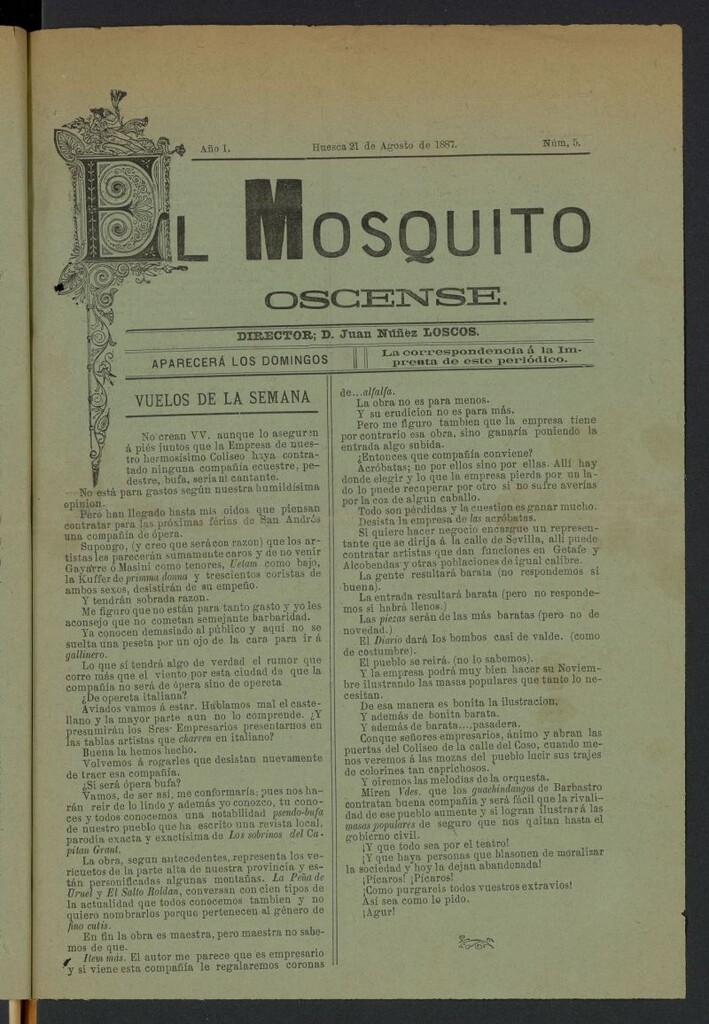 Año I.
Huesca 21 de Agosto de 1887.
Núm, 5.
EL MOSQUITO
OSCENSE.
DIRECTOR; D. Juan Núñez LOSCOS.
APARECERÁ LOS DOMINGOS
La correspondencia á la Im-
prenta de este periódico.
VUELOS DE LA SEMANA
No crean VV. aunque lo aseguren
á piés juntos que la Empresa de nues-
tro hermosísimo Coliseo haya contra-
tado ninguna compañía ecuestre, pe-
destre, bufa, seria ni cantante.
No está para gastos según nuestra humildísima
opinion.
Pero han llegado hasta mis oidos que piensan
contratar para las próximas férias de San Andrés
una compañía de ópera.
Supongo, (y creo que será con razon) que los ar-
tistas les parecerán sumamente caros y de no venir
Gayarre ó Masini como tenores, Uetam como bajo,
la Kuffer de primma donna y trescientos coristas de
ambos sexos, desistirán de su empeño.
Y tendrán sobrada razon.
Me figuro que no están para tanto gasto y yo les
aconsejo que no cometan semejante barbaridad.
Ya conocen demasiado al público y aquí no se
suelta una peseta por un ojo de la cara para ir á
gallinero.
Lo que sí tendrá algo de verdad el rumor que
corre más que el viento por esta ciudad de que la
compañía no será de ópera sino de opereta
¿De opereta italiana?
Aviados vamos á estar. Hablamos mal el caste-
llano y la mayor parte aun no lo comprende. ¿Y
presumirán los Sres· Empresarios presentarnos en
las tablas artistas que charren en italiano?
Buena la hemos hecho.
Volvemos á rogarles que desistan nuevamente
de traer esa compañía.
¿Si será ópera bufa?
Vamos, de ser así, me conformaría; pues nos ha-
rán reir de lo lindo y además yo conozco, tu cono-
ces y todos conocemos una notabilidad psendo-bufa
de nuestro pueblo que ha escrito una revista local,
parodia exacta y exactísima de Los sobrinos del Ca-
pitan Grant.
La obra, segun antecedentes, representa los ve-
ricuetos de la parte alta de nuestra provincia y es-
tán personificadas algunas montañas. La Peña de
Uruel y El Salto Roldan, conversan con cien tipos de
la actualidad que todos conocemos tambien y no
quiero nombrarlos porque pertenecen al género de
fino cutis.
En fin la obra es maestra, pero maestra no sabe-
mos de que.
Item más. El autor me parece que es empresario
y si viene esta compañía le regalaremos coronas
de...alfalfa.
La obra no es para menos.
Y su erudicion no es para más.
Pero me figuro tambien que la empresa tiene
por contrario esa obra, sino ganaría poniendo la
entrada algo subida.
¿Entonces que compañía conviene?
Acróbatas; no por ellos sino por ellas. Allí hay
donde elegir y lo que la empresa pierda por un la-
do lo puede recuperar por otro si no sufre averías
por la coz de algun caballo.
Todo son pérdidas y la cuestion es ganar mucho.
Desista la empresa de las acróbatas.
Si quiere hacer negocio encargue un represen-
tante que se dirija á la calle de Sevilla, allí puede
contratar artistas que dan funciones en Getafe y
Alcobendas y otras poblaciones de igual calibre.
La gente resultará barata (no respondemos si
buena).
La entrada resultará barata (pero no responde-
mos si habrá llenos.)
Las piezas serán de las más baratas (pero no de
novedad.)
El Diario dará los bombos casi de valde. (como
de costumbre).
El pueblo se reirá. (no lo sabemos).
Y la empresa podrá muy bien hacer su Noviem-
bre ilustrando las masas populares que tanto lo ne-
cesitan.
De esa manera es bonita la ilustracion,
Y además de bonita barata.
Y además de barata....pasadera.
Conque señores empresarios, ánimo y abran las
puertas del Coliseo de la calle del Coso, cuando me-
nos veremós á las mozas del pueblo lucir sus trajes
de colorines tan caprichosos.
Y oiremos las melodías de la orquesta.
Miren Vdes. que los guachindangos de Barbastro
contratan buena compañía y será fácil que la rivali-
dad de ese pueblo aumente y si logran ilustrará las
masas populares de seguro que nos quitan hasta el
gobierno civil.
¡Y que todo sea por el teatro!
¡Y que haya personas que blasonen de moralizar
la sociedad y hoy la dejan abandonada!
¡Pícaros! ¡Pícaros!
¡Como purgareis todos vuestros extravios!
Así sea como lo pido.
¡Agur!